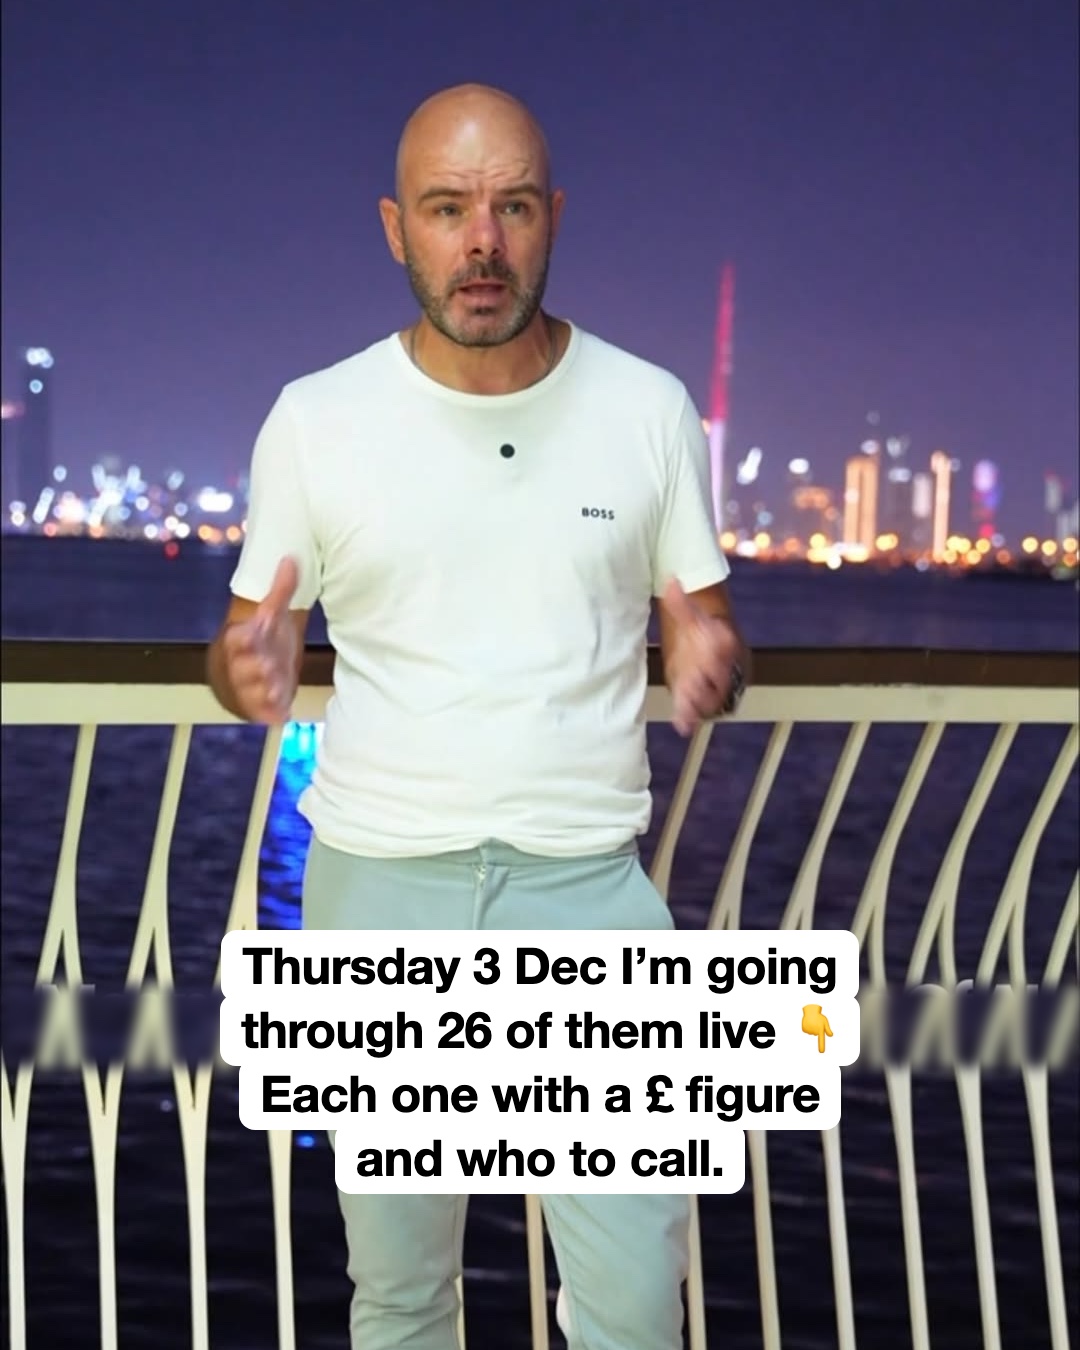 BOSS
Thursday 3 Dec I’m going
through 26 of them live 👇
Each one with a £ figure
and who to call.